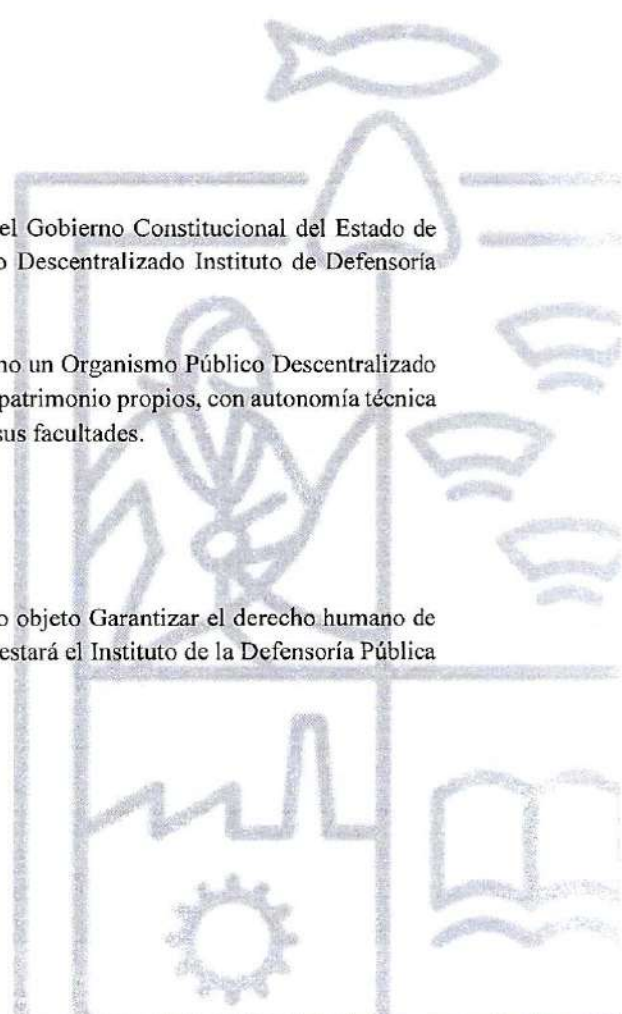 el Gobierno Constitucional del Estado de
o Descentralizado Instituto de Defensoría
no un Organismo Público Descentralizado
patrimonio propios, con autonomía técnica
sus facultades.
o objeto Garantizar el derecho humano de
estará el Instituto de la Defensoría Pública